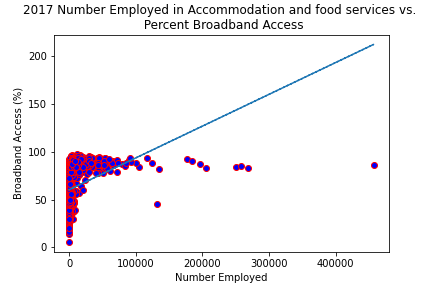 2017 Number Employed in Accommodation and food services vs.
Percent Broadband Access
200
150
100
50
0
Broadband Access (%)
0 100000 200000 300000 400000
Number Employed